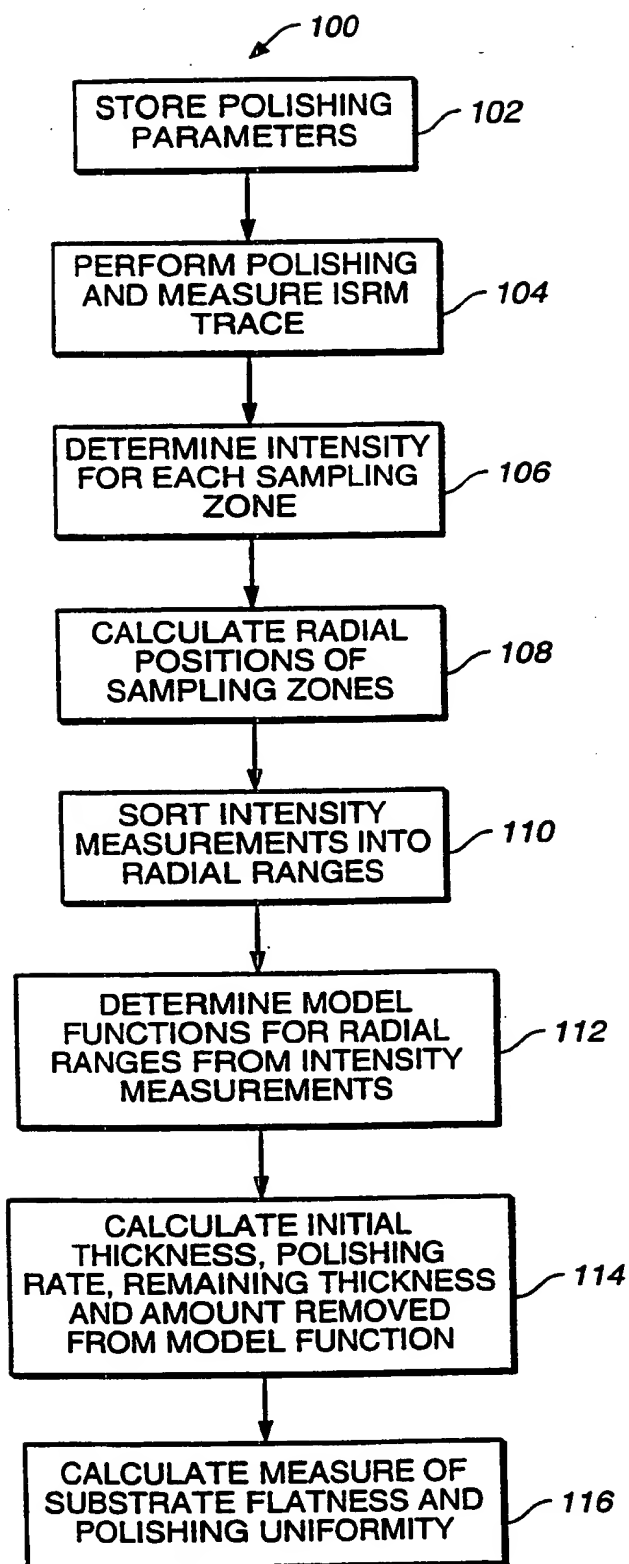 100
STORE POLISHING
PARAMETERS
102
PERFORM POLISHING
AND MEASURE ISRM
TRACE
104
DETERMINE INTENSITY
FOR EACH SAMPLING
ZONE
106
CALCULATE RADIAL
POSITIONS OF
SAMPLING ZONES
108
SORT INTENSITY
MEASUREMENTS INTO
RADIAL RANGES
110
DETERMINE MODEL
FUNCTIONS FOR RADIAL
RANGES FROM INTENSITY
MEASUREMENTS
112
CALCULATE INITIAL
THICKNESS, POLISHING
RATE, REMAINING THICKNESS
AND AMOUNT REMOVED
FROM MODEL FUNCTION
114
CALCULATE MEASURE OF
SUBSTRATE FLATNESS AND
POLISHING UNIFORMITY
116